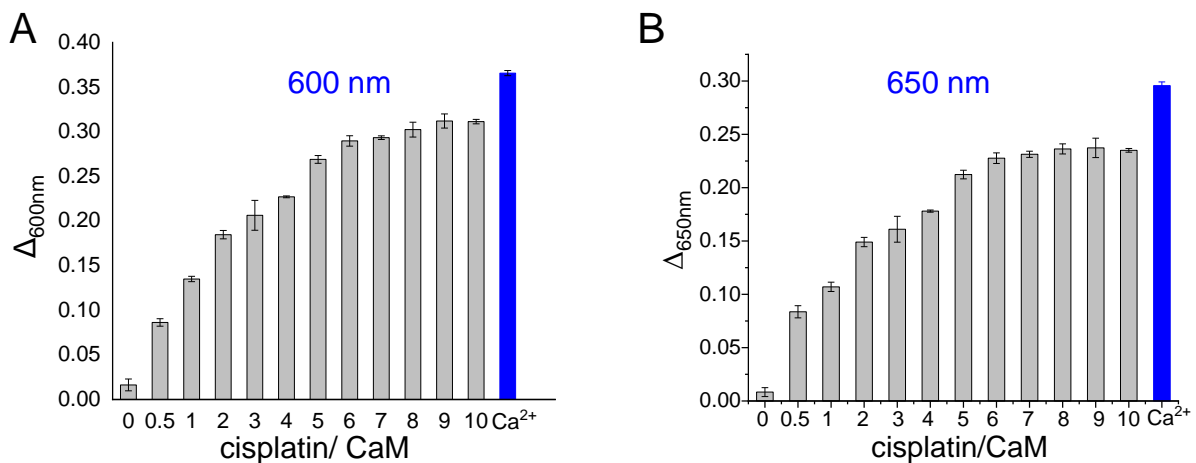 A
600 nm
0.40
0.35
0.30
0.25
0.20
0.15
0.10
0.05
0.00
Δ600nm
0 0.5 1 2 3 4 5 6 7 8 9 10 Ca²⁺
cisplatin/ CaM
B
650 nm
0.30
0.25
0.20
0.15
0.10
0.05
0.00
Δ650nm
0 0.5 1 2 3 4 5 6 7 8 9 10 Ca²⁺
cisplatin/CaM